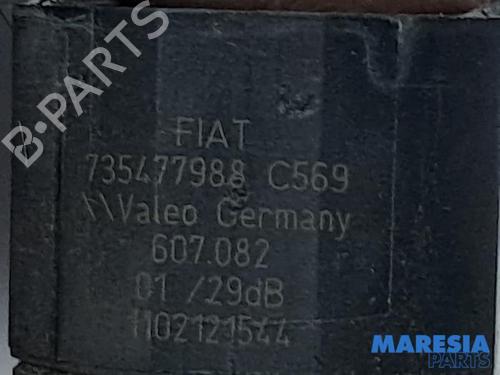 B-PARTS
FIAT
735477988 C569
\\Valeo Germany
607.082
01 /29dB
1102121544
MARESIA
PARTS